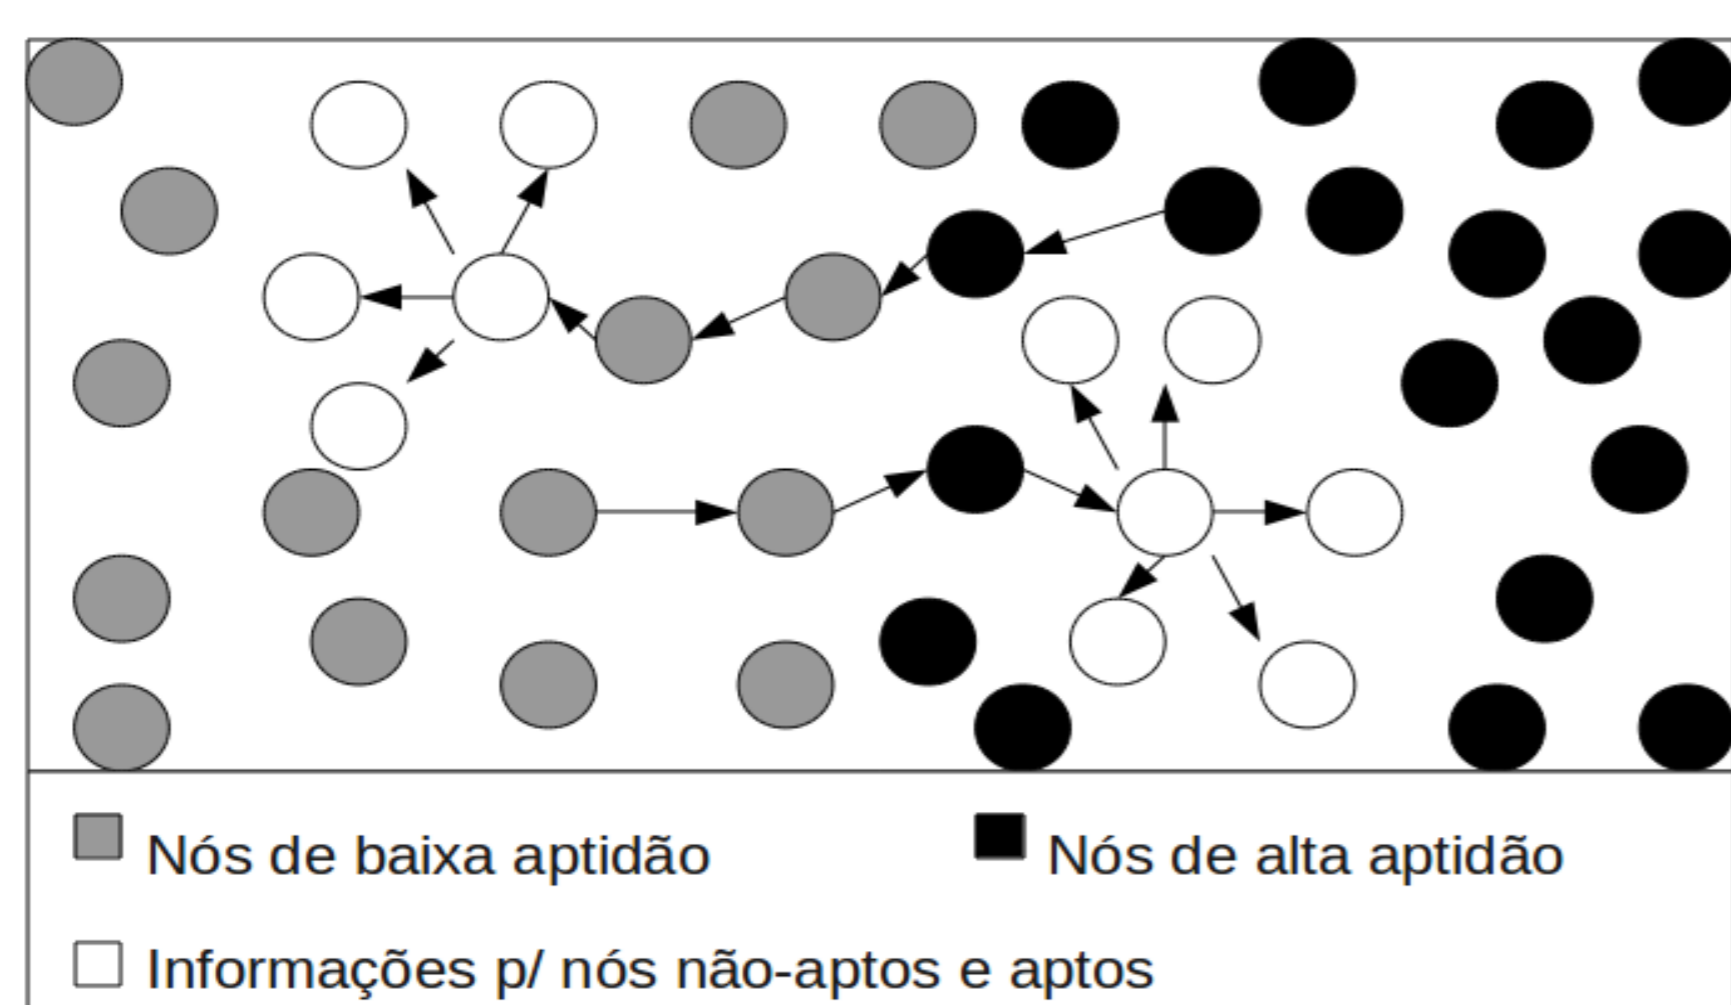 Nós de baixa aptidão
Nós de alta aptidão
Informações p/ nós não-aptos e aptos